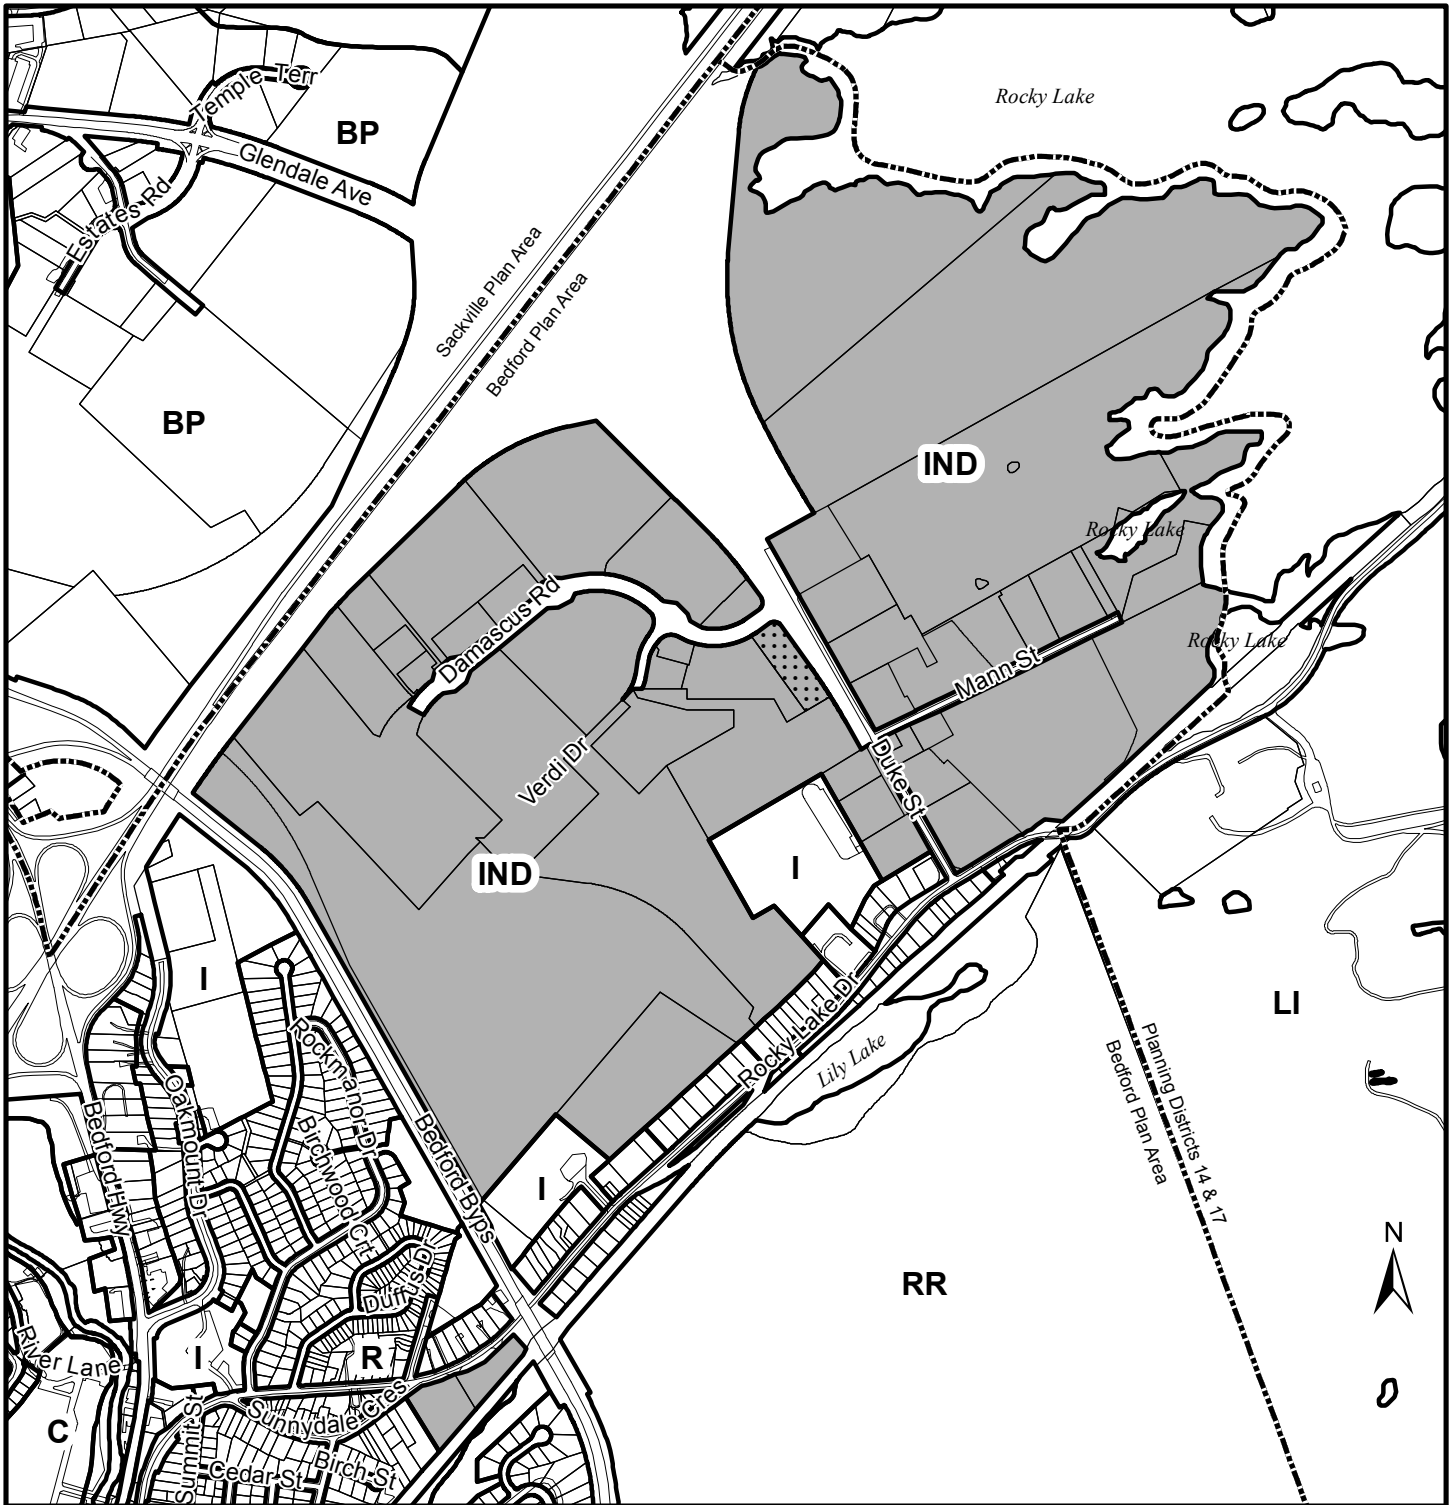 Temple Terr
Rocky Lake
BP
Glendale Ave
Estates Rd
Sackville Plan Area
Bedford Plan Area
BP
IND
Rocky Lake
Damascus Rd
Rocky Lake
Mann St
Verdi Dr
Duke St
IND
I
I
LI
Rocky Lake Dr
Rockmanor Dr
Lily Lake
Planning Districts 14 & 17
Bedford Plan Area
Oakmount Dr
Bedford Hwy
Birchwood Crt
Bedford Byps
I
N
Duffus Dr
RR
River Lane
I
R
C
Summit St
Sunnydale Cres
Birch St
Cedar St